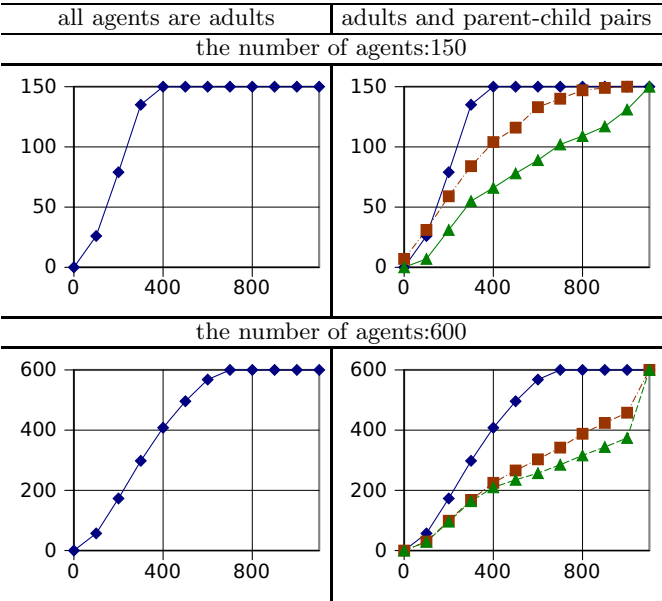 all agents are adults adults and parent-child pairs
the number of agents:150
150 150
100 100
50 50
0 0
0 400 800 0 400 800
the number of agents:600
600 600
400 400
200 200
0 0
0 400 800 0 400 800